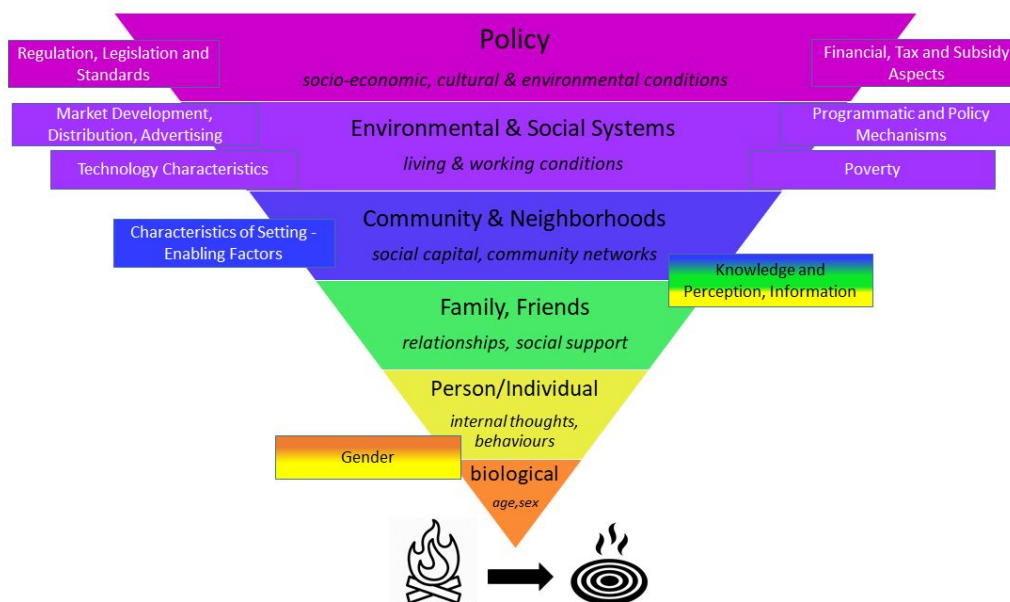 Policy
socio-economic, cultural & environmental conditions
Regulation, Legislation and
Standards
Financial, Tax and Subsidy
Aspects
Environmental & Social Systems
living & working conditions
Market Development,
Distribution, Advertising
Technology Characteristics
Programmatic and Policy
Mechanisms
Poverty
Community & Neighborhoods
social capital, community networks
Characteristics of Setting -
Enabling Factors
Knowledge and
Perception, Information
Family, Friends
relationships, social support
Person/Individual
internal thoughts,
behaviours
Gender
biological
age,sex